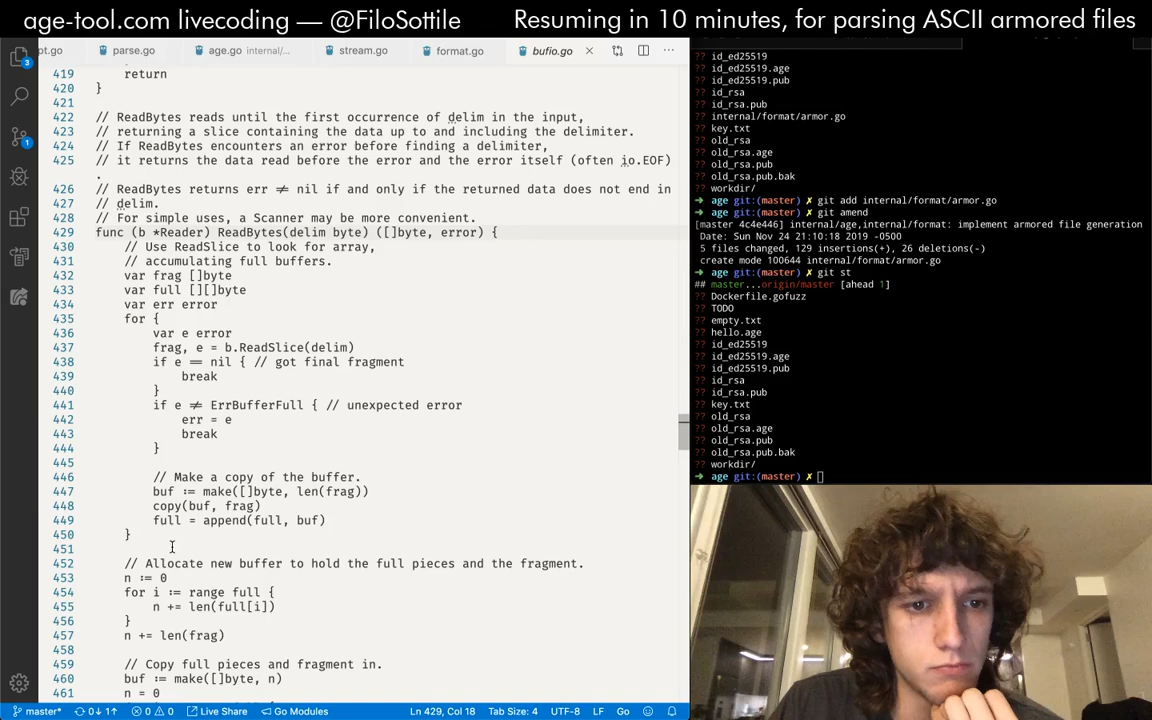 age-tool.com livecoding — @FiloSottile
Resuming in 10 minutes, for parsing ASCII armored files
pt.go
parse.go
age.go internal/...
stream.go
format.go
bufio.go
419 return
420 }
421
422 // ReadBytes reads until the first occurrence of delim in the input,
423 // returning a slice containing the data up to and including the delimiter.
424 // If ReadBytes encounters an error before finding a delimiter,
425 // it returns the data read before the error and the error itself (often io.EOF)
.
426 // ReadBytes returns err ≠ nil if and only if the returned data does not end in
427 // delim.
428 // For simple uses, a Scanner may be more convenient.
429 func (b *Reader) ReadBytes(delim byte) ([]byte, error) {
430 // Use ReadSlice to look for array,
431 // accumulating full buffers.
432 var frag []byte
433 var full [][]byte
434 var err error
435 for {
436 var e error
437 frag, e = b.ReadSlice(delim)
438 if e == nil { // got final fragment
439 break
440 }
441 if e ≠ ErrBufferFull { // unexpected error
442 err = e
443 break
444 }
445
446 // Make a copy of the buffer.
447 buf := make([]byte, len(frag))
448 copy(buf, frag)
449 full = append(full, buf)
450 }
451
452 // Allocate new buffer to hold the full pieces and the fragment.
453 n := 0
454 for i := range full {
455 n += len(full[i])
456 }
457 n += len(frag)
458
459 // Copy full pieces and fragment in.
460 buf := make([]byte, n)
461 n = 0
3
1
master* 0↓ 1↑ 0 0 Live Share Go Modules Ln 429, Col 18 Tab Size: 4 UTF-8 LF Go
?? id_ed25519
?? id_ed25519.age
?? id_ed25519.pub
?? id_rsa
?? id_rsa.pub
?? internal/format/armor.go
?? key.txt
?? old_rsa
?? old_rsa.age
?? old_rsa.pub
?? old_rsa.pub.bak
?? workdir/
➜ age git:(master) ✗ git add internal/format/armor.go
➜ age git:(master) ✗ git amend
[master 4c4e446] internal/age,internal/format: implement armored file generation
Date: Sun Nov 24 21:10:18 2019 -0500
5 files changed, 129 insertions(+), 26 deletions(-)
create mode 100644 internal/format/armor.go
➜ age git:(master) ✗ git st
## master...origin/master [ahead 1]
?? Dockerfile.gofuzz
?? TODO
?? empty.txt
?? hello.age
?? id_ed25519
?? id_ed25519.age
?? id_ed25519.pub
?? id_rsa
?? id_rsa.pub
?? key.txt
?? old_rsa
?? old_rsa.age
?? old_rsa.pub
?? old_rsa.pub.bak
?? workdir/
➜ age git:(master) ✗